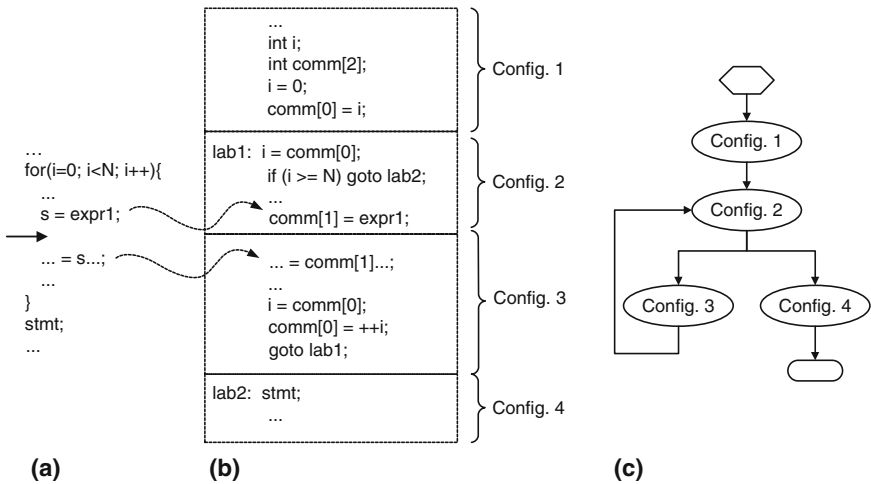 ...
for(i=0; i<N; i++){
...
s = expr1;
... = s...;
...
}
stmt;
...
(a)
...
int i;
int comm[2];
i = 0;
comm[0] = i;
Config. 1
lab1: i = comm[0];
if (i >= N) goto lab2;
...
comm[1] = expr1;
Config. 2
... = comm[1]...;
...
i = comm[0];
comm[0] = ++i;
goto lab1;
Config. 3
lab2: stmt;
...
Config. 4
(b)
Config. 1
Config. 2
Config. 3
Config. 4
(c)